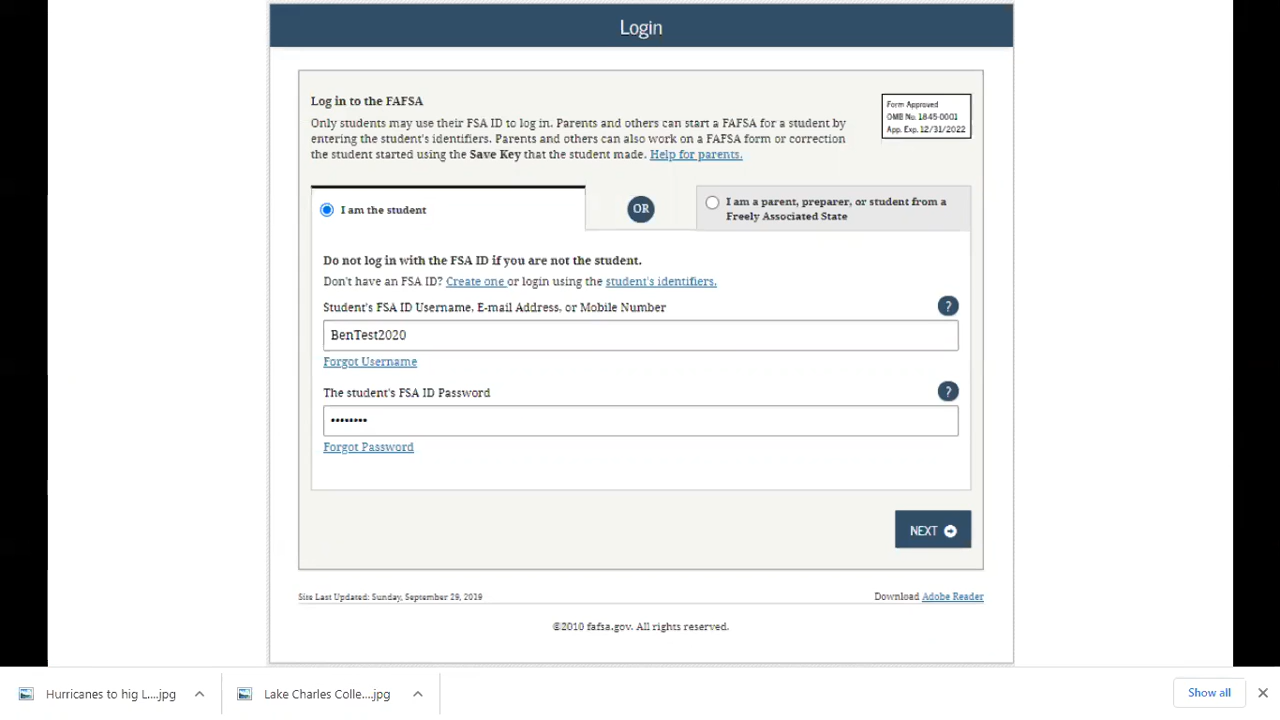 Login
Log in to the FAFSA
Only students may use their FSA ID to log in. Parents and others can start a FAFSA for a student by
entering the student's identifiers. Parents and others can also work on a FAFSA form or correction
the student started using the Save Key that the student made. Help for parents.
Form Approved
OMB No. 1845-0001
App. Exp. 12/31/2022
I am the student
OR
I am a parent, preparer, or student from a
Freely Associated State
Do not log in with the FSA ID if you are not the student.
Don't have an FSA ID? Create one or login using the student's identifiers.
Student's FSA ID Username, E-mail Address, or Mobile Number
?
BenTest2020
Forgot Username
The student's FSA ID Password
?
••••••••
Forgot Password
NEXT
Site Last Updated: Sunday, September 29, 2019
Download Adobe Reader
©2010 fafsa.gov. All rights reserved.
Hurricanes to hig L....jpg
Lake Charles Colle....jpg
Show all